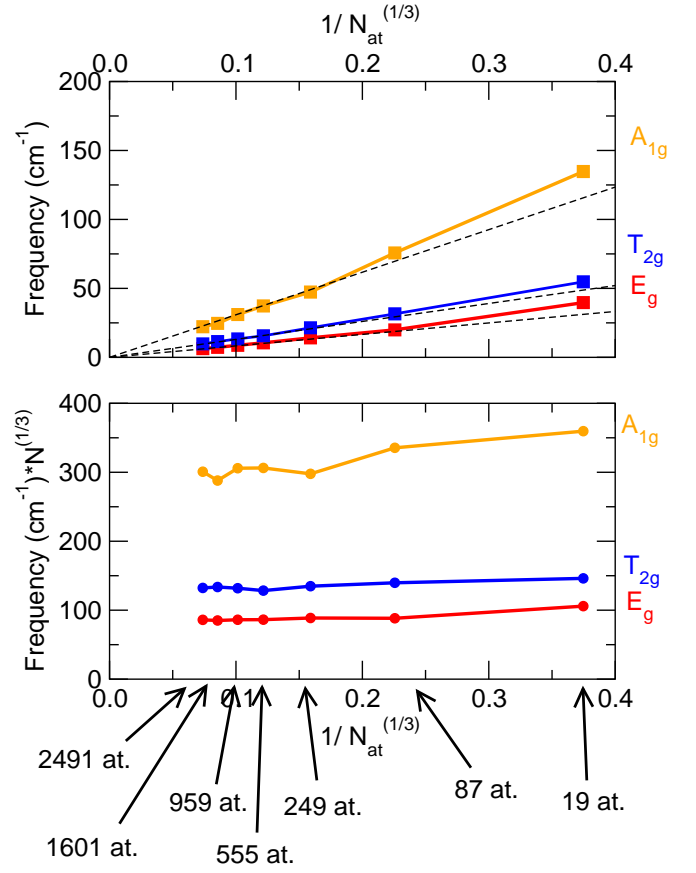 1/ N_at^(1/3)
0.0 0.1 0.2 0.3 0.4
200
150
100
50
0
Frequency (cm⁻¹)
A_1g
T_2g
E_g
400
300
200
100
0
Frequency (cm⁻¹)*N^(1/3)
A_1g
T_2g
E_g
0.0 0.1 0.2 0.3 0.4
1/ N_at^(1/3)
2491 at.
1601 at.
959 at.
555 at.
249 at.
87 at.
19 at.